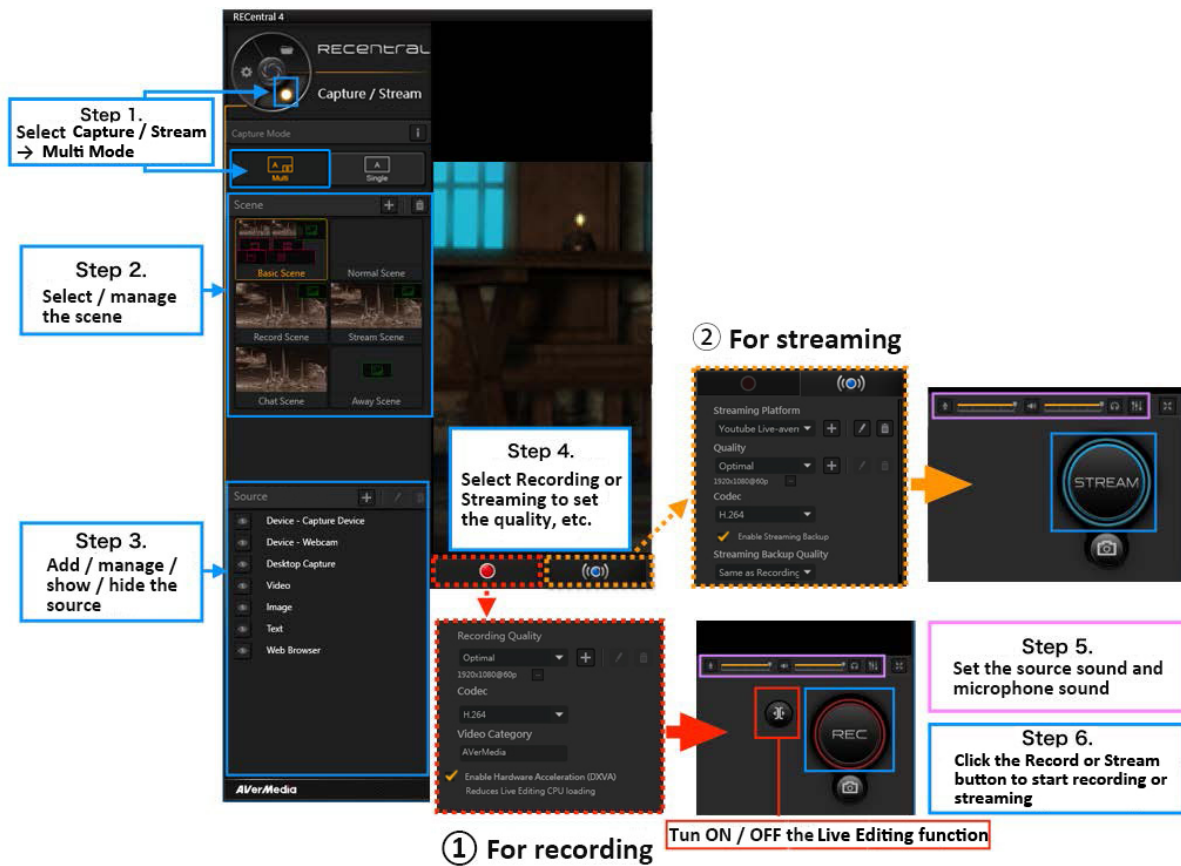 RECentral 4
RECentral
Capture / Stream
Step 1.
Select Capture / Stream
→ Multi Mode
Capture Mode
i
A
Multi
A
Single
Step 2.
Select / manage
the scene
Scene
Basic Scene
Normal Scene
Record Scene
Stream Scene
Chat Scene
Away Scene
Step 3.
Add / manage /
show / hide the
source
Source
Device - Capture Device
Device - Webcam
Desktop Capture
Video
Image
Text
Web Browser
AVerMedia
Step 4.
Select Recording or
Streaming to set
the quality, etc.
② For streaming
Streaming Platform
Youtube Live-aven
Quality
Optimal
1920x1080@60p
Codec
H.264
Enable Streaming Backup
Streaming Backup Quality
Same as Recording
STREAM
Recording Quality
Optimal
1920x1080@60p
Codec
H.264
Video Category
AVerMedia
Enable Hardware Acceleration (DXVA)
Reduces Live Editing CPU loading
① For recording
REC
Tun ON / OFF the Live Editing function
Step 5.
Set the source sound and
microphone sound
Step 6.
Click the Record or Stream
button to start recording or
streaming